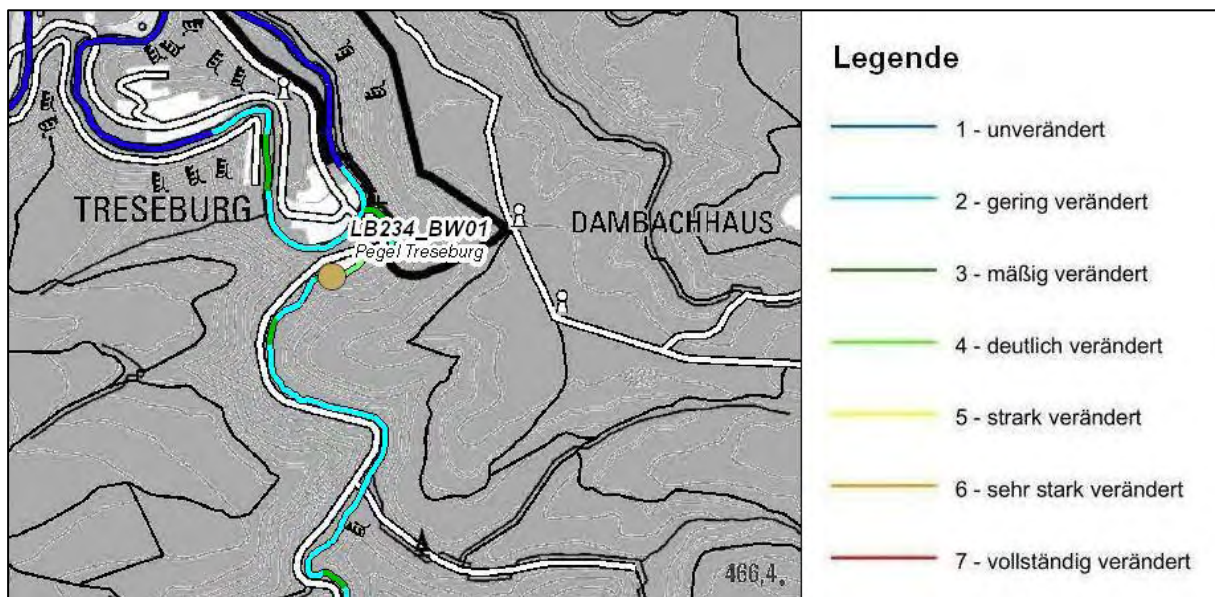 TRESEBURG
LB234_BW01
Pegel Treseburg
DAMBACHHAUS
466,4.
Legende
1 - unverändert
2 - gering verändert
3 - mäßig verändert
4 - deutlich verändert
5 - strark verändert
6 - sehr stark verändert
7 - vollständig verändert